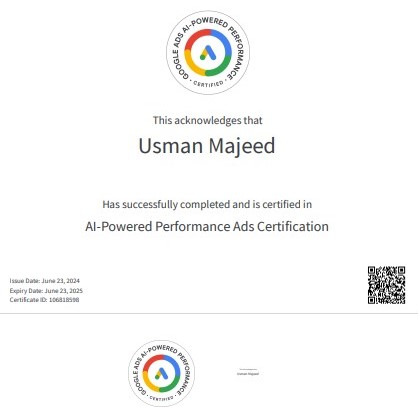 GOOGLE ADS AI-POWERED PERFORMANCE
• CERTIFIED •
This acknowledges that
Usman Majeed
Has successfully completed and is certified in
AI-Powered Performance Ads Certification
Issue Date: June 23, 2024
Expiry Date: June 23, 2025
Certificate ID: 106818598
GOOGLE ADS AI-POWERED PERFORMANCE
• CERTIFIED •
Usman Majeed